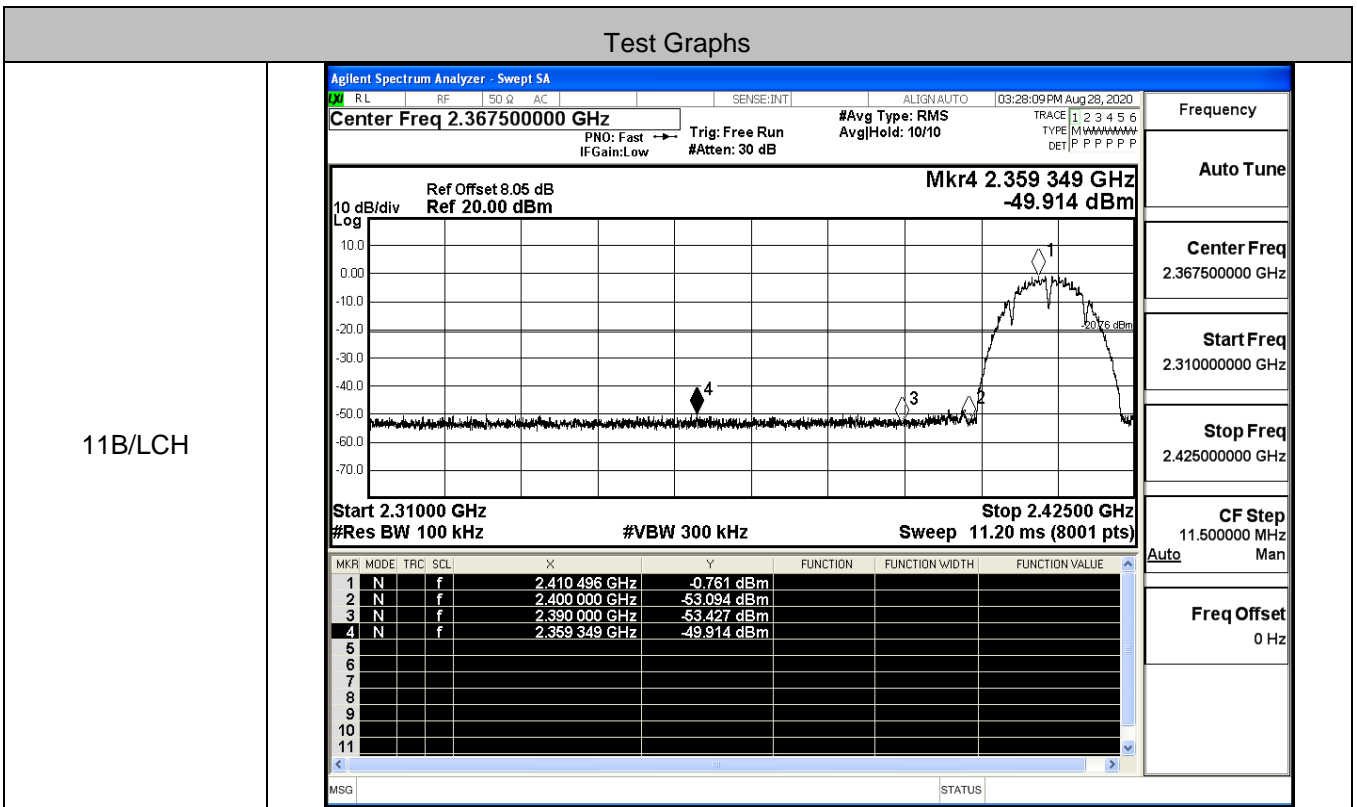 Test Graphs
11B/LCH
Agilent Spectrum Analyzer - Swept SA
LXI RL RF 50 Ω AC SENSE:INT ALIGN AUTO 03:28:09 PM Aug 28, 2020
Center Freq 2.367500000 GHz
PNO: Fast
IFGain:Low
Trig: Free Run
#Atten: 30 dB
#Avg Type: RMS
Avg|Hold: 10/10
TRACE 1 2 3 4 5 6
TYPE M W W W W W
DET P P P P P P
Mkr4 2.359 349 GHz
-49.914 dBm
Ref Offset 8.05 dB
10 dB/div Ref 20.00 dBm
Log
10.0
0.00
-10.0
-20.0
-30.0
-40.0
-50.0
-60.0
-70.0
1
-20.76 dBm
4
3
2
Start 2.31000 GHz Stop 2.42500 GHz
#Res BW 100 kHz #VBW 300 kHz Sweep 11.20 ms (8001 pts)
MKR MODE TRC SCL X Y FUNCTION FUNCTION WIDTH FUNCTION VALUE
1 N f 2.410 496 GHz -0.761 dBm
2 N f 2.400 000 GHz -53.094 dBm
3 N f 2.390 000 GHz -53.427 dBm
4 N f 2.359 349 GHz -49.914 dBm
5
6
7
8
9
10
11
MSG STATUS
Frequency
Auto Tune
Center Freq
2.367500000 GHz
Start Freq
2.310000000 GHz
Stop Freq
2.425000000 GHz
CF Step
11.500000 MHz
Auto Man
Freq Offset
0 Hz